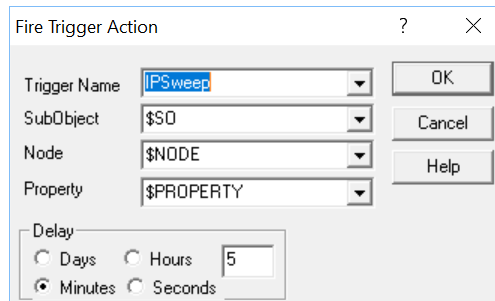 Fire Trigger Action ? X
Trigger Name IPSweep OK
SubObject $SO Cancel
Node $NODE Help
Property $PROPERTY
Delay
Days Hours 5
Minutes Seconds